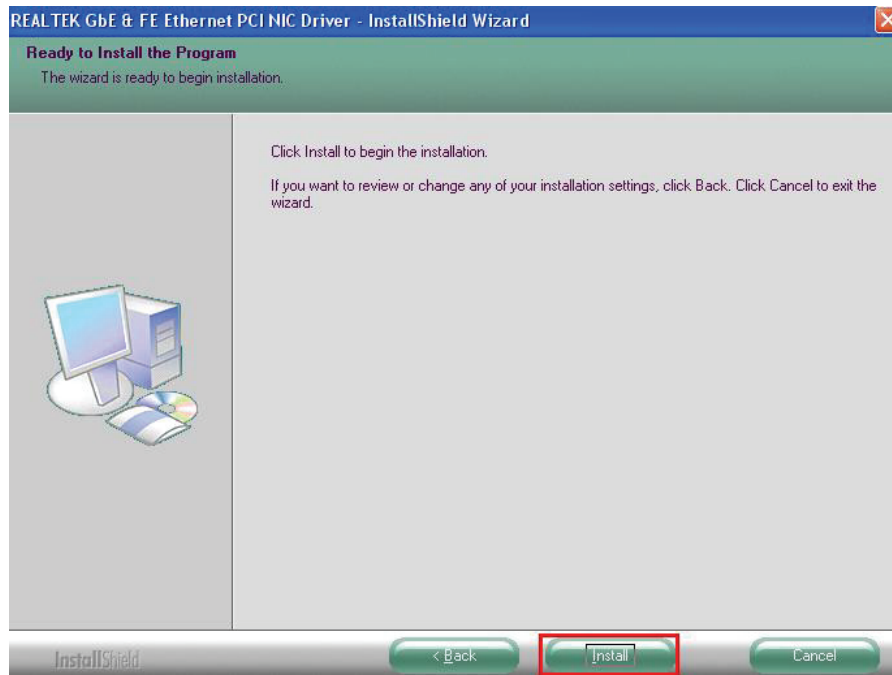 REALTEK GbE & FE Ethernet PCI NIC Driver - InstallShield Wizard
Ready to Install the Program
The wizard is ready to begin installation.
Click Install to begin the installation.
If you want to review or change any of your installation settings, click Back. Click Cancel to exit the
wizard.
InstallShield
< Back
Install
Cancel